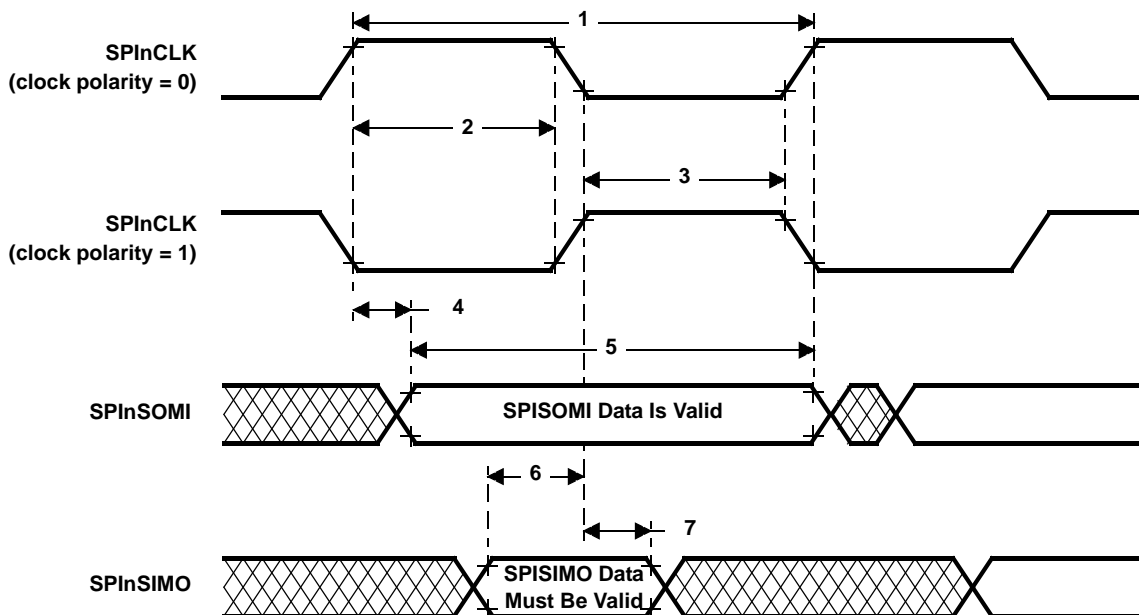 1
SPInCLK
(clock polarity = 0)
2
3
SPInCLK
(clock polarity = 1)
4
5
SPInSOMI
SPISOMI Data Is Valid
6
7
SPInSIMO
SPISIMO Data
Must Be Valid